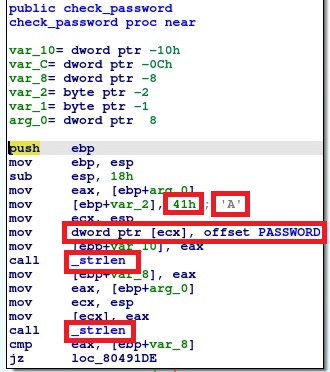 public check_password
check_password proc near
var_10= dword ptr -10h
var_C= dword ptr -0Ch
var_8= dword ptr -8
var_2= byte ptr -2
var_1= byte ptr -1
arg_0= dword ptr  8
push ebp
mov ebp, esp
sub esp, 18h
mov eax, [ebp+arg_0]
mov [ebp+var_2], 41h ; 'A'
mov ecx, esp
mov dword ptr [ecx], offset PASSWORD
mov [ebp+var_10], eax
call _strlen
mov [ebp+var_8], eax
mov eax, [ebp+arg_0]
mov ecx, esp
mov [ecx], eax
call _strlen
cmp eax, [ebp+var_8]
jz loc_80491DE